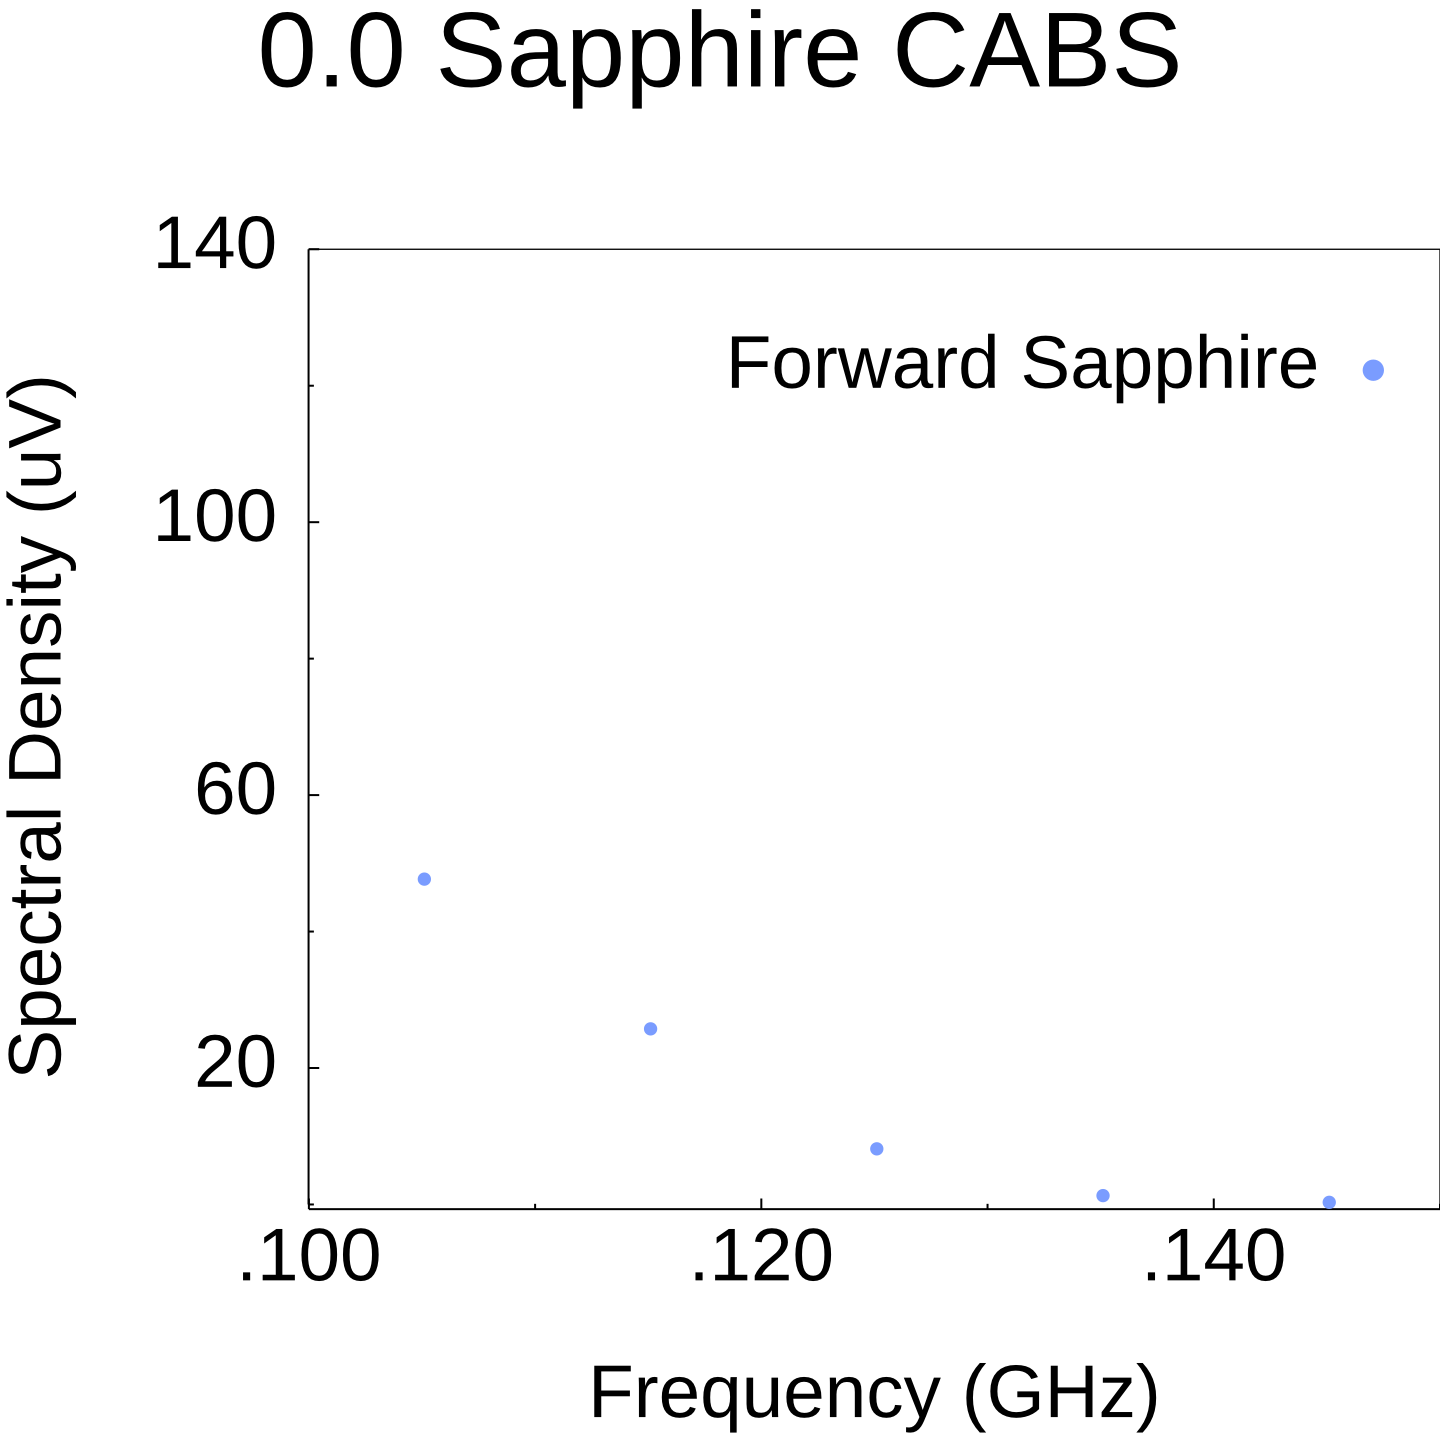 0.0 Sapphire CABS
140
Forward Sapphire
100
60
20
Spectral Density (uV)
.100 .120 .140
Frequency (GHz)